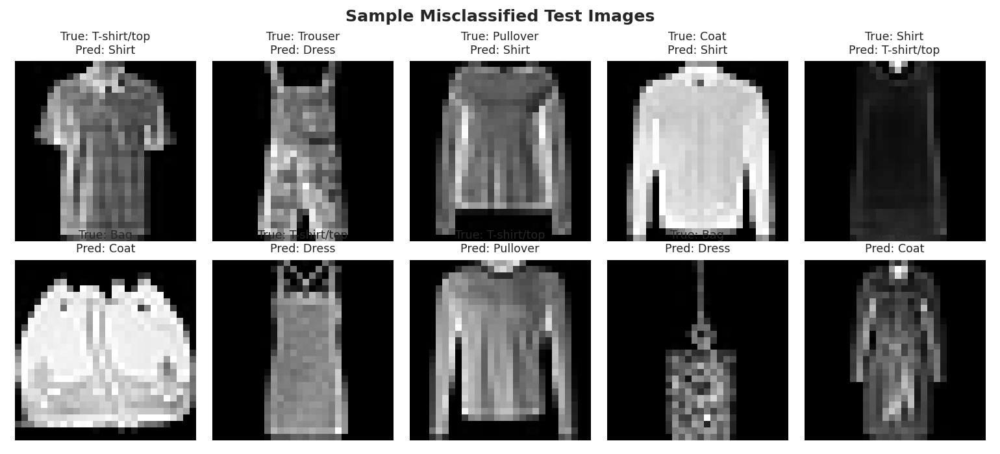 Sample Misclassified Test Images
True: T-shirt/top
Pred: Shirt
True: Trouser
Pred: Dress
True: Pullover
Pred: Shirt
True: Coat
Pred: Shirt
True: Shirt
Pred: T-shirt/top
True: Bag
Pred: Coat
True: T-shirt/top
Pred: Dress
True: T-shirt/top
Pred: Pullover
True: Bag
Pred: Dress
Pred: Coat